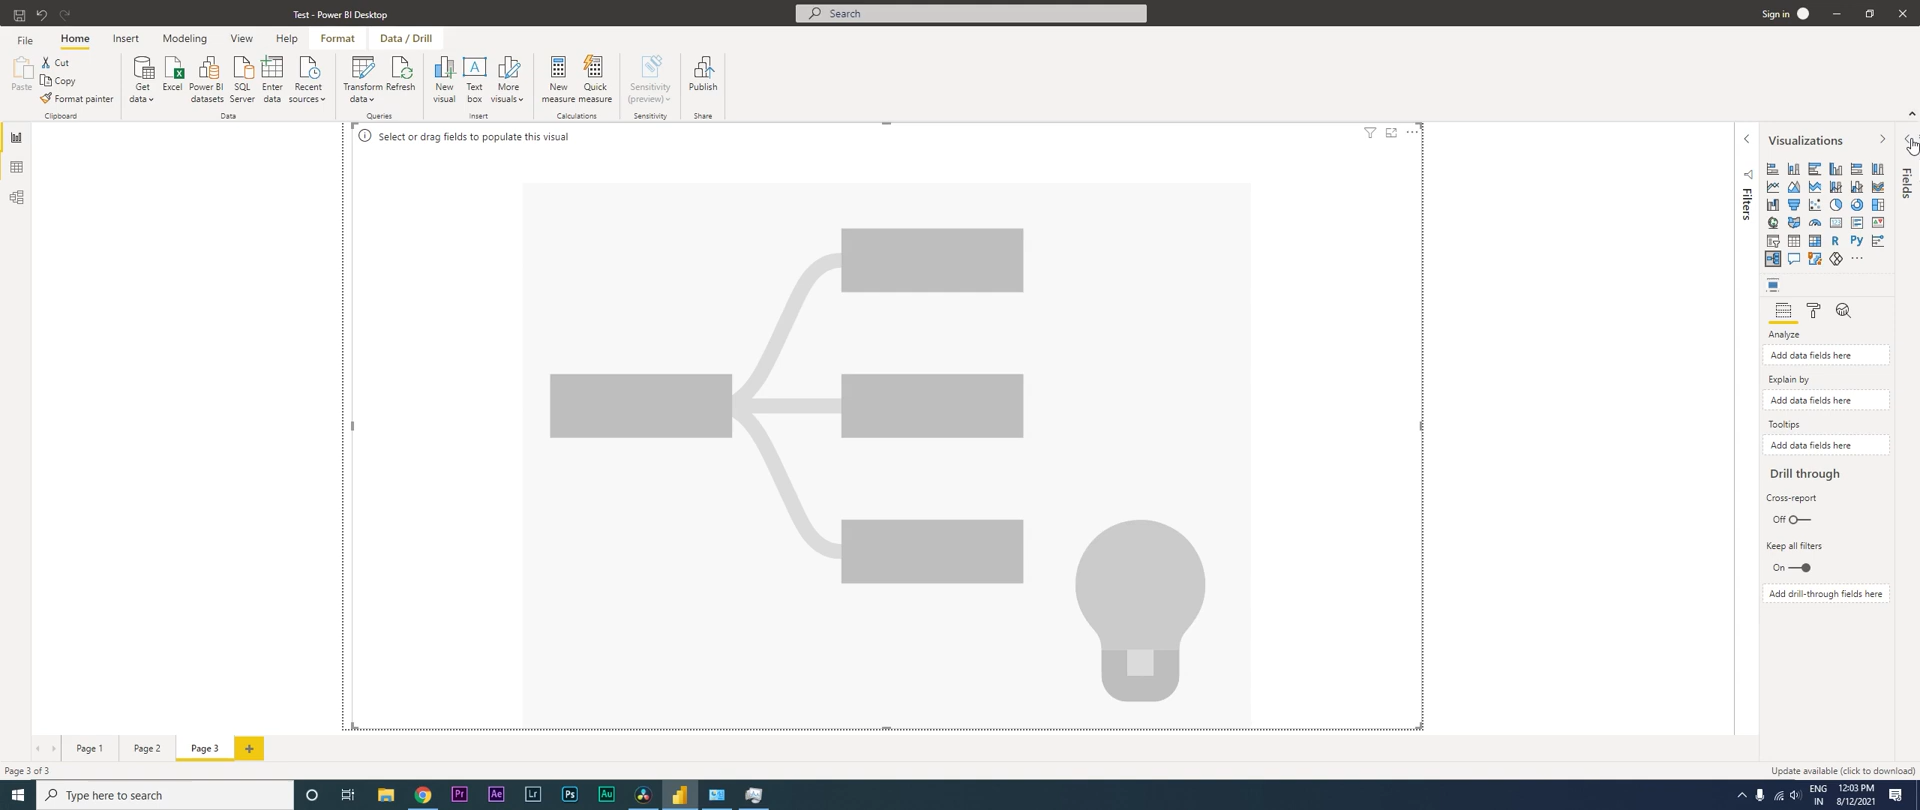 Test - Power BI Desktop
Search
Sign in
File
Home
Insert
Modeling
View
Help
Format
Data / Drill
Paste
Cut
Copy
Format painter
Clipboard
Get data
Excel
Power BI datasets
SQL Server
Enter data
Recent sources
Data
Transform data
Refresh
Queries
New visual
Text box
More visuals
Insert
New measure
Quick measure
Calculations
Sensitivity (preview)
Sensitivity
Publish
Share
Select or drag fields to populate this visual
Filters
Visualizations
Fields
R
Py
Analyze
Add data fields here
Explain by
Add data fields here
Tooltips
Add data fields here
Drill through
Cross-report
Off
Keep all filters
On
Add drill-through fields here
Page 1
Page 2
Page 3
Page 3 of 3
Update available (click to download)
Type here to search
Pr
Ae
Lr
Ps
Au
ENG
IN
12:03 PM
8/12/2021